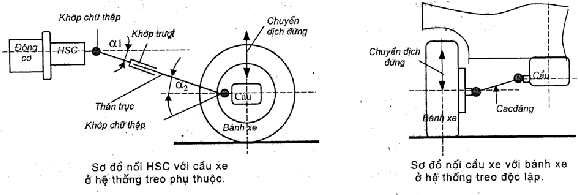 Khớp chữ thập
Động
cơ
HSC
α1
Khớp trượt
α2
Thân trục
Khớp chữ thập
Chuyển
dịch
đứng
Cầu
Bánh xe
Sơ đồ nối HSC với cầu xe
ở hệ thống treo phụ thuộc.
Chuyển dịch
đứng
Cầu
Cacđăng
Bánh xe
Sơ đồ nối cầu xe với bánh xe
ở hệ thống treo độc lập.